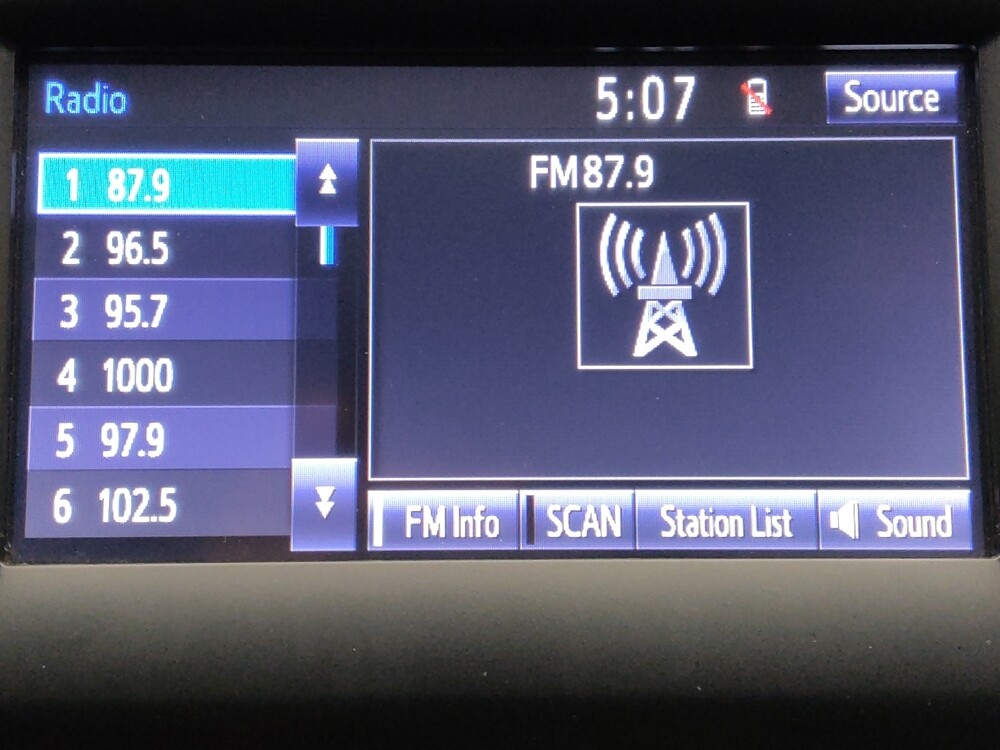 Radio 5:07 Source
1 87.9
2 96.5
3 95.7
4 1000
5 97.9
6 102.5
FM87.9
FM Info SCAN Station List Sound